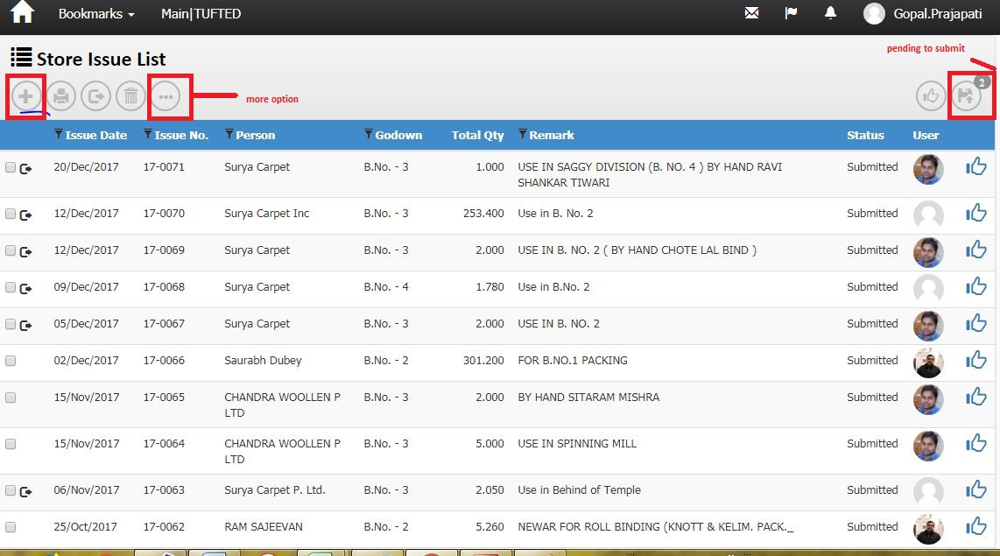 Bookmarks Main|TUFTED Gopal.Prajapati
pending to submit
Store Issue List
more option
2
Issue Date Issue No. Person Godown Total Qty Remark Status User
20/Dec/2017 17-0071 Surya Carpet B.No. - 3 1.000 USE IN SAGGY DIVISION (B. NO. 4 ) BY HAND RAVI Submitted
SHANKAR TIWARI
12/Dec/2017 17-0070 Surya Carpet Inc B.No. - 3 253.400 Use in B. No. 2 Submitted
12/Dec/2017 17-0069 Surya Carpet B.No. - 3 2.000 USE IN B. NO. 2 ( BY HAND CHOTE LAL BIND ) Submitted
09/Dec/2017 17-0068 Surya Carpet B.No. - 4 1.780 Use in B.No. 2 Submitted
05/Dec/2017 17-0067 Surya Carpet B.No. - 3 2.000 USE IN B. NO. 2 Submitted
02/Dec/2017 17-0066 Saurabh Dubey B.No. - 2 301.200 FOR B.NO.1 PACKING Submitted
15/Nov/2017 17-0065 CHANDRA WOOLLEN P B.No. - 3 2.000 BY HAND SITARAM MISHRA Submitted
LTD
15/Nov/2017 17-0064 CHANDRA WOOLLEN P B.No. - 3 5.000 USE IN SPINNING MILL Submitted
LTD
06/Nov/2017 17-0063 Surya Carpet P. Ltd. B.No. - 3 2.050 Use in Behind of Temple Submitted
25/Oct/2017 17-0062 RAM SAJEEVAN B.No. - 2 5.260 NEWAR FOR ROLL BINDING (KNOTT & KELIM. PACK._ Submitted